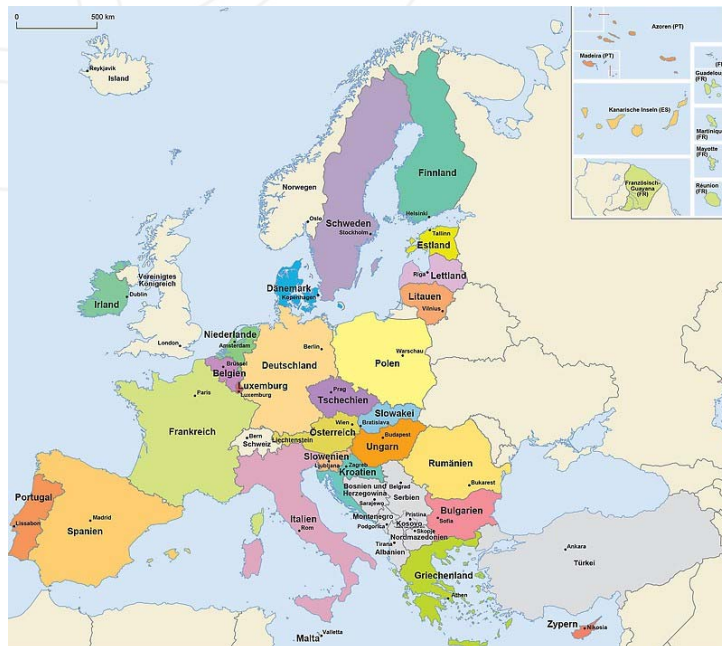 0 500 km
Azoren (PT)
Madeira (PT)
Reykjavik
Island
(FR)
Guadeloupe
(FR)
Kanarische Inseln (ES)
Martinique
(FR)
Mayotte
(FR)
Französisch-
Guayana
(FR)
Réunion
(FR)
Finnland
Norwegen
Oslo
Helsinki
Schweden
Stockholm
Tallinn
Estland
Riga
Lettland
Vereinigtes
Königreich
Dänemark
Kopenhagen
Litauen
Vilnius
Dublin
Irland
London
Niederlande
Amsterdam
Berlin
Warschau
Polen
Deutschland
Brüssel
Belgien
Luxemburg
Luxemburg
Prag
Tschechien
Paris
Slowakei
Bratislava
Wien
Österreich
Frankreich
Bern
Schweiz
Liechtenstein
Budapest
Ungarn
Slowenien
Ljubljana
Zagreb
Kroatien
Rumänien
Bukarest
Bosnien und
Herzegowina
Belgrad
Serbien
Sarajewo
Portugal
Lissabon
Madrid
Spanien
Italien
Rom
Montenegro
Podgorica
Pristina
Kosovo
Bulgarien
Sofia
Skopje
Nordmazedonien
Tirana
Albanien
Ankara
Türkei
Griechenland
Athen
Zypern
Nikosia
Malta
Valletta